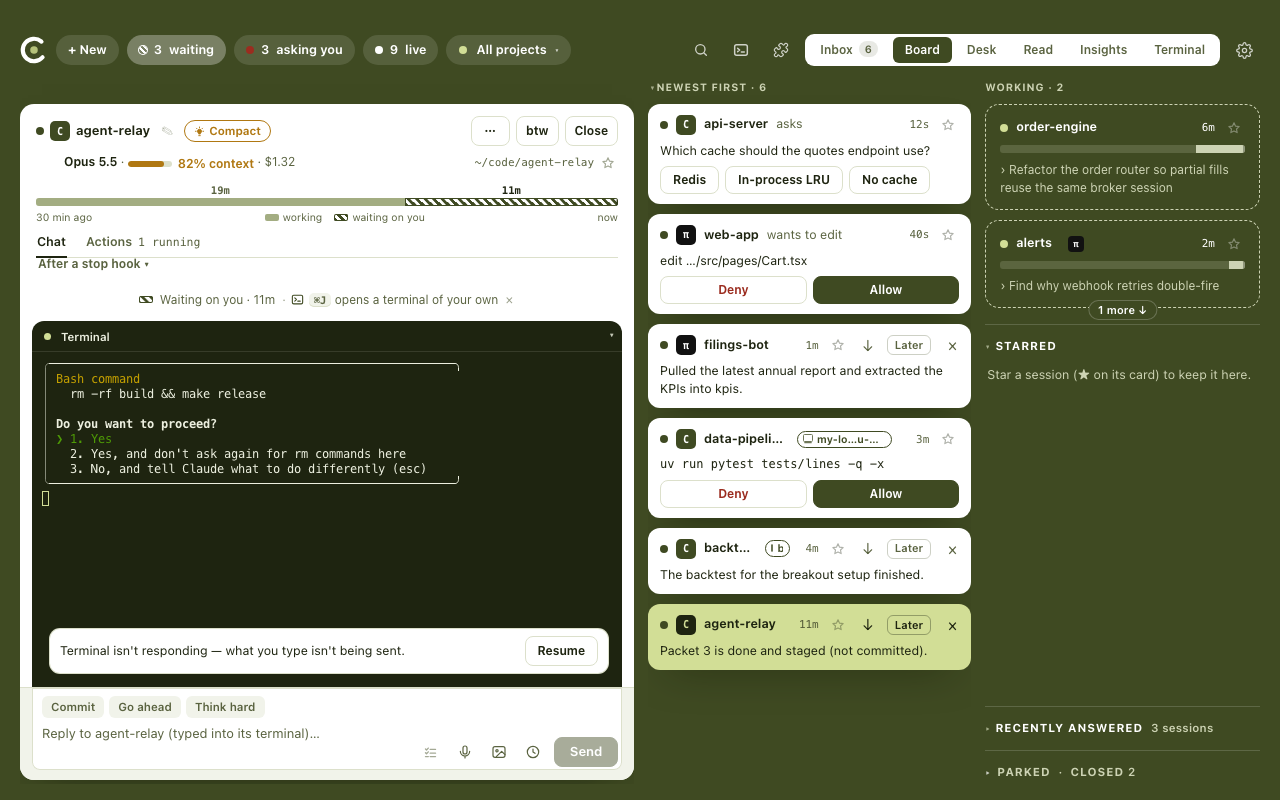 + New
3 waiting
3 asking you
9 live
All projects
Inbox 6
Board
Desk
Read
Insights
Terminal
C agent-relay
Compact
...
btw
Close
Opus 5.5 · 82% context · $1.32
~/code/agent-relay
19m
11m
30 min ago
working
waiting on you
now
Chat
Actions 1 running
After a stop hook
Waiting on you · 11m · ⌘J opens a terminal of your own ×
Terminal
Bash command
rm -rf build && make release
Do you want to proceed?
❯ 1. Yes
2. Yes, and don't ask again for rm commands here
3. No, and tell Claude what to do differently (esc)
Terminal isn't responding — what you type isn't being sent.
Resume
Commit
Go ahead
Think hard
Reply to agent-relay (typed into its terminal)...
Send
NEWEST FIRST · 6
C api-server asks 12s
Which cache should the quotes endpoint use?
Redis
In-process LRU
No cache
π web-app wants to edit 40s
edit .../src/pages/Cart.tsx
Deny
Allow
π filings-bot 1m
Later
Pulled the latest annual report and extracted the
KPIs into kpis.
C data-pipeli... my-lo...u-... 3m
uv run pytest tests/lines -q -x
Deny
Allow
C backt... 4m
Later
The backtest for the breakout setup finished.
C agent-relay 11m
Later
Packet 3 is done and staged (not committed).
WORKING · 2
order-engine 6m
› Refactor the order router so partial fills
reuse the same broker session
alerts π 2m
› Find why webhook retries double-fire
1 more ↓
STARRED
Star a session (★ on its card) to keep it here.
RECENTLY ANSWERED 3 sessions
PARKED · CLOSED 2